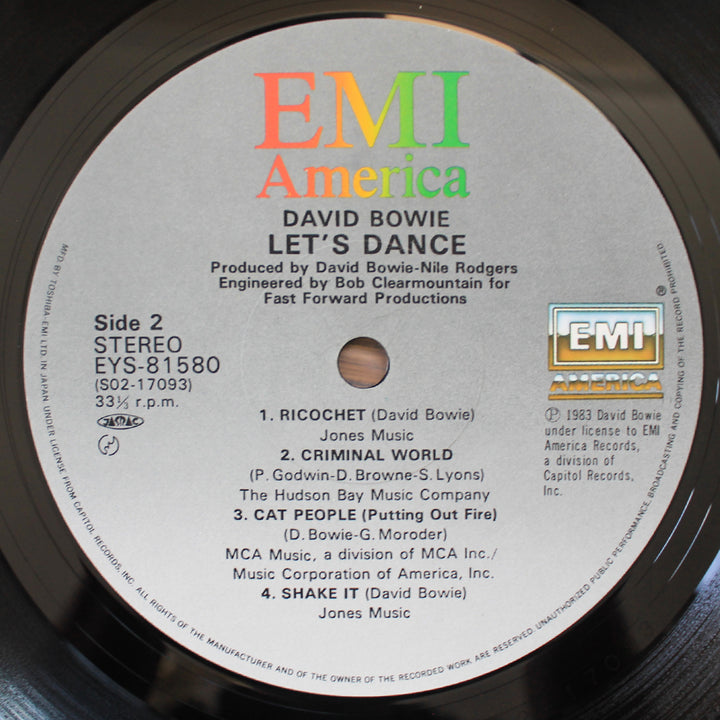 EMI
America
DAVID BOWIE
LET'S DANCE
Produced by David Bowie-Nile Rodgers
Engineered by Bob Clearmountain for
Fast Forward Productions
Side 2
STEREO
EYS-81580
(S02-17093)
33⅓ r.p.m.
JASRAC
EMI
AMERICA
Ⓟ 1983 David Bowie
under license to EMI
America Records,
a division of
Capitol Records,
Inc.
1. RICOCHET (David Bowie)
Jones Music
2. CRIMINAL WORLD
(P. Godwin-D. Browne-S. Lyons)
The Hudson Bay Music Company
3. CAT PEOPLE (Putting Out Fire)
(D. Bowie-G. Moroder)
MCA Music, a division of MCA Inc./
Music Corporation of America, Inc.
4. SHAKE IT (David Bowie)
Jones Music
MFD. BY TOSHIBA-EMI LTD. IN JAPAN. UNDER LICENSE FROM CAPITOL RECORDS, INC. ALL RIGHTS OF THE MANUFACTURER AND OF THE OWNER OF THE RECORDED WORK ARE RESERVED. UNAUTHORIZED PUBLIC PERFORMANCE, BROADCASTING AND COPYING OF THE RECORD PROHIBITED. ®